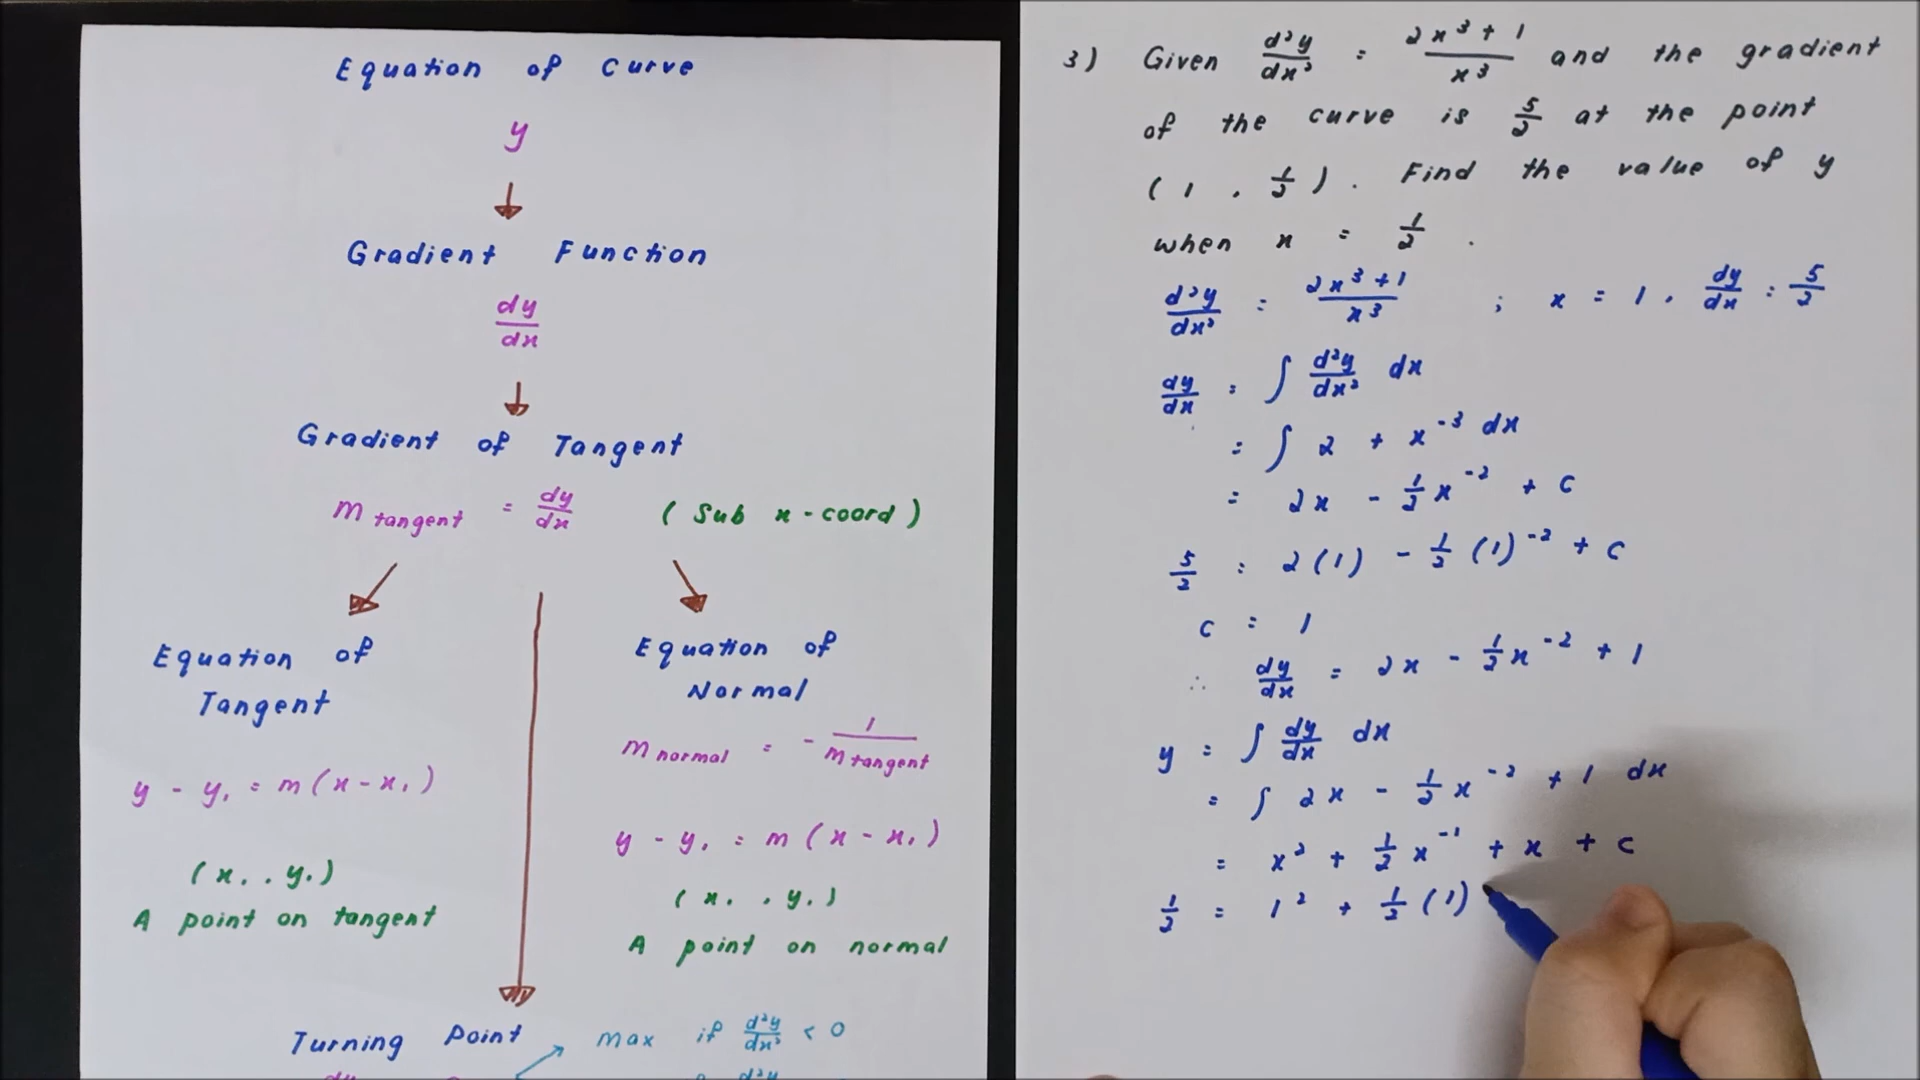 Equation of curve
y
Gradient Function
dy/dx
Gradient of Tangent
m tangent = dy/dx (Sub x-coord)
Equation of
Tangent
y - y₁ = m(x - x₁)
(x₁, y₁)
A point on tangent
Equation of
Normal
m normal = - 1/m tangent
y - y₁ = m(x - x₁)
(x₁, y₁)
A point on normal
Turning Point
max if d²y/dx² < 0
3) Given d²y/dx² = (2x³ + 1)/x³ and the gradient
of the curve is 5/2 at the point
(1, 1/2). Find the value of y
when x = 1/2.
d²y/dx² = (2x³ + 1)/x³ ; x = 1, dy/dx = 5/2
dy/dx = ∫ d²y/dx² dx
= ∫ 2 + x⁻³ dx
= 2x - 1/2 x⁻² + c
5/2 = 2(1) - 1/2 (1)⁻² + c
c = 1
∴ dy/dx = 2x - 1/2 x⁻² + 1
y = ∫ dy/dx dx
= ∫ 2x - 1/2 x⁻² + 1 dx
= x² + 1/2 x⁻¹ + x + c
1/2 = 1² + 1/2 (1)